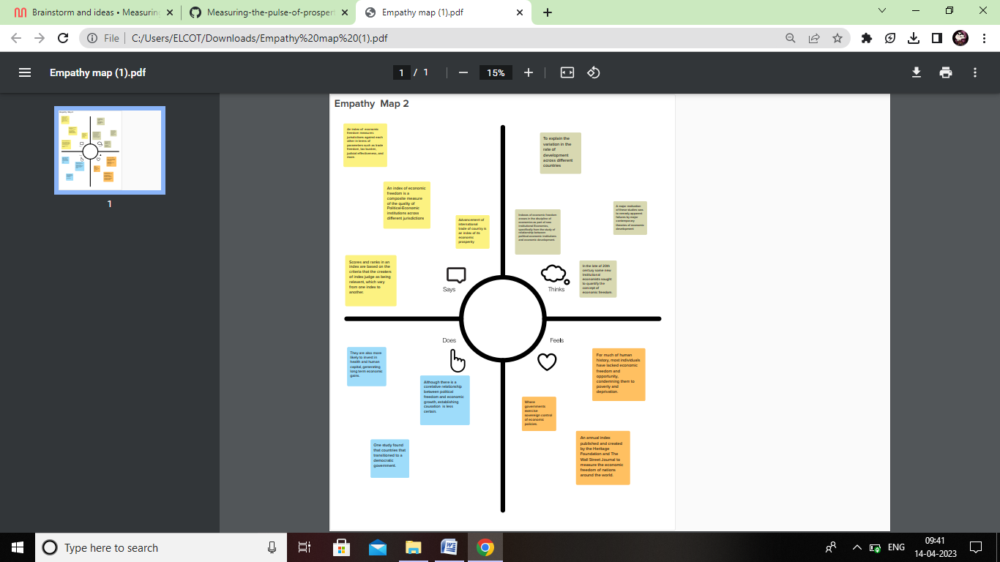 Brainstorm and ideas • Measuring
Measuring-the-pulse-of-prosperi
Empathy map (1).pdf
File
C:/Users/ELCOT/Downloads/Empathy%20map%20(1).pdf
Empathy map (1).pdf
1 / 1
15%
1
Empathy Map 2
An index of economic
freedom measures
jurisdictions against each
other in terms of
parameters such as trade
freedom, tax burden,
judicial effectiveness, and
more.
An index of economic
freedom is a
composite measure
of the quality of
Political-Economic
institutions across
different jurisdictions
Advancement of
international
trade of country is
an index of its
economic
prosperity
Scores and ranks in an
index are based on the
criteria that the creaters
of index judge as being
relevent, which vary
from one index to
another.
Says
To explain the
variation in the
rate of
development
across different
countries
A major motivation
of these studies was
to remedy apparent
failures by major
contemporary
theories of economic
development
Indexes of economic freedom
arosen in the discipline of
economics as part of new
Institutional Economics,
specifically from the study of
relationship between
political economic institutions
and economic development.
In the late of 20th
century some new
institutional
economists sought
to quantify the
concept of
economic freedom.
Thinks
Does
They are also more
likely to invest in
health and human
capital, generating
long term economic
gains.
Although there is a
corelative relationship
between political
freedom and economic
growth, establishing
causation is less
certain.
One study found
that countries that
transitioned to a
democratic
government.
Feels
For much of human
history, most individuals
have lacked economic
freedom and
opportunity,
condemning them to
poverty and
deprivation.
Where
governments
exercise
sovereign control
of economic
policies.
An annual index
published and created
by the Heritage
Foundation and The
Wall Street Journal to
measure the economic
freedom of nations
around the world.
Type here to search
ENG
09:41
14-04-2023